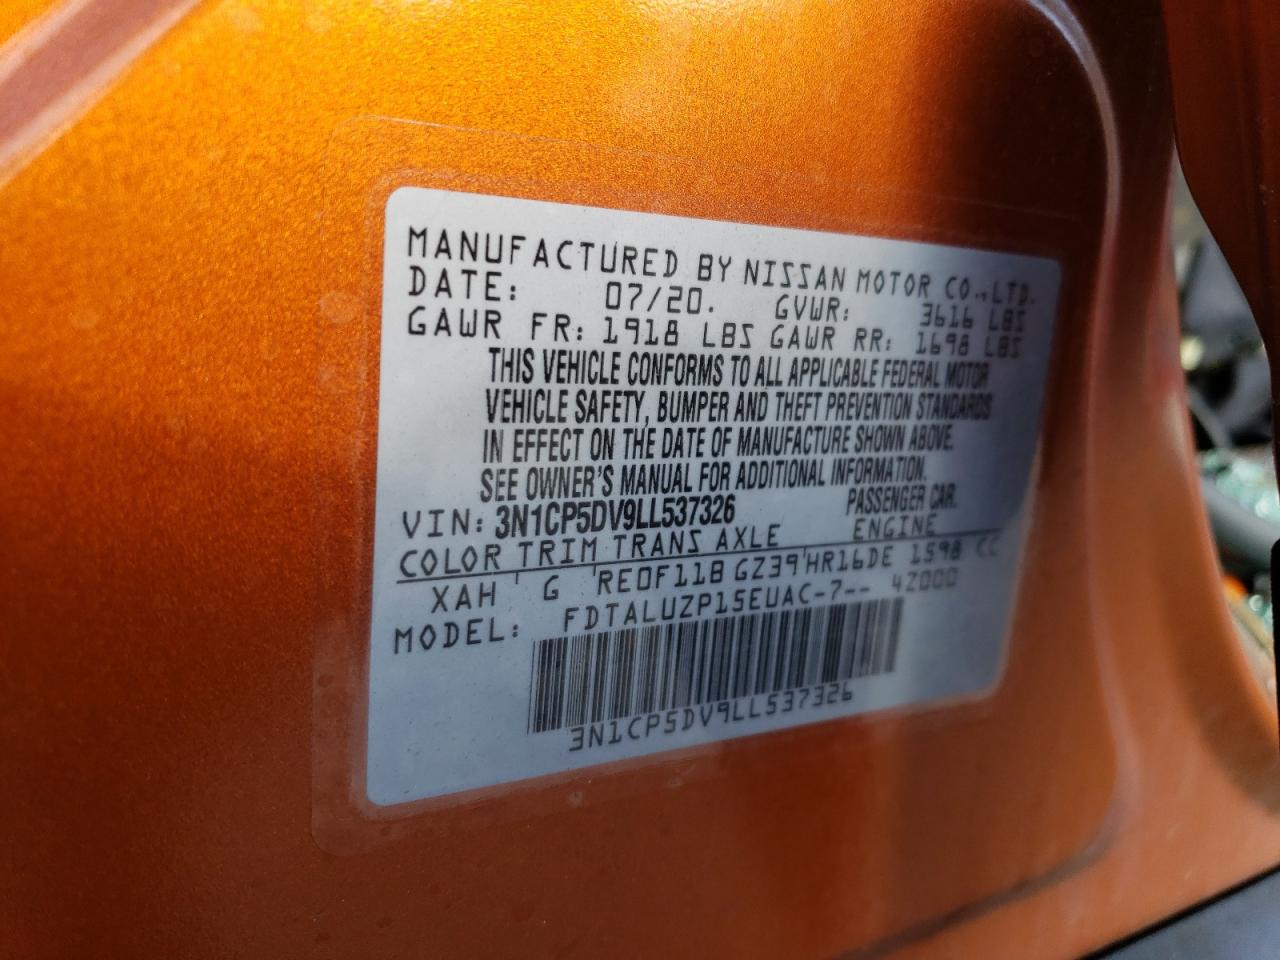 MANUFACTURED BY NISSAN MOTOR CO.,LTD.
DATE: 07/20. GVWR: 3616 LBS
GAWR FR: 1918 LBS GAWR RR: 1698 LBS
THIS VEHICLE CONFORMS TO ALL APPLICABLE FEDERAL MOTOR
VEHICLE SAFETY, BUMPER AND THEFT PREVENTION STANDARDS
IN EFFECT ON THE DATE OF MANUFACTURE SHOWN ABOVE.
SEE OWNER'S MANUAL FOR ADDITIONAL INFORMATION.
VIN: 3N1CP5DV9LL537326 PASSENGER CAR.
COLOR TRIM TRANS AXLE ENGINE
XAH G RE0F11B GZ39 HR16DE 1598 CC
MODEL: FDTALUZP15EUAC-7-- 4Z000
3N1CP5DV9LL537326